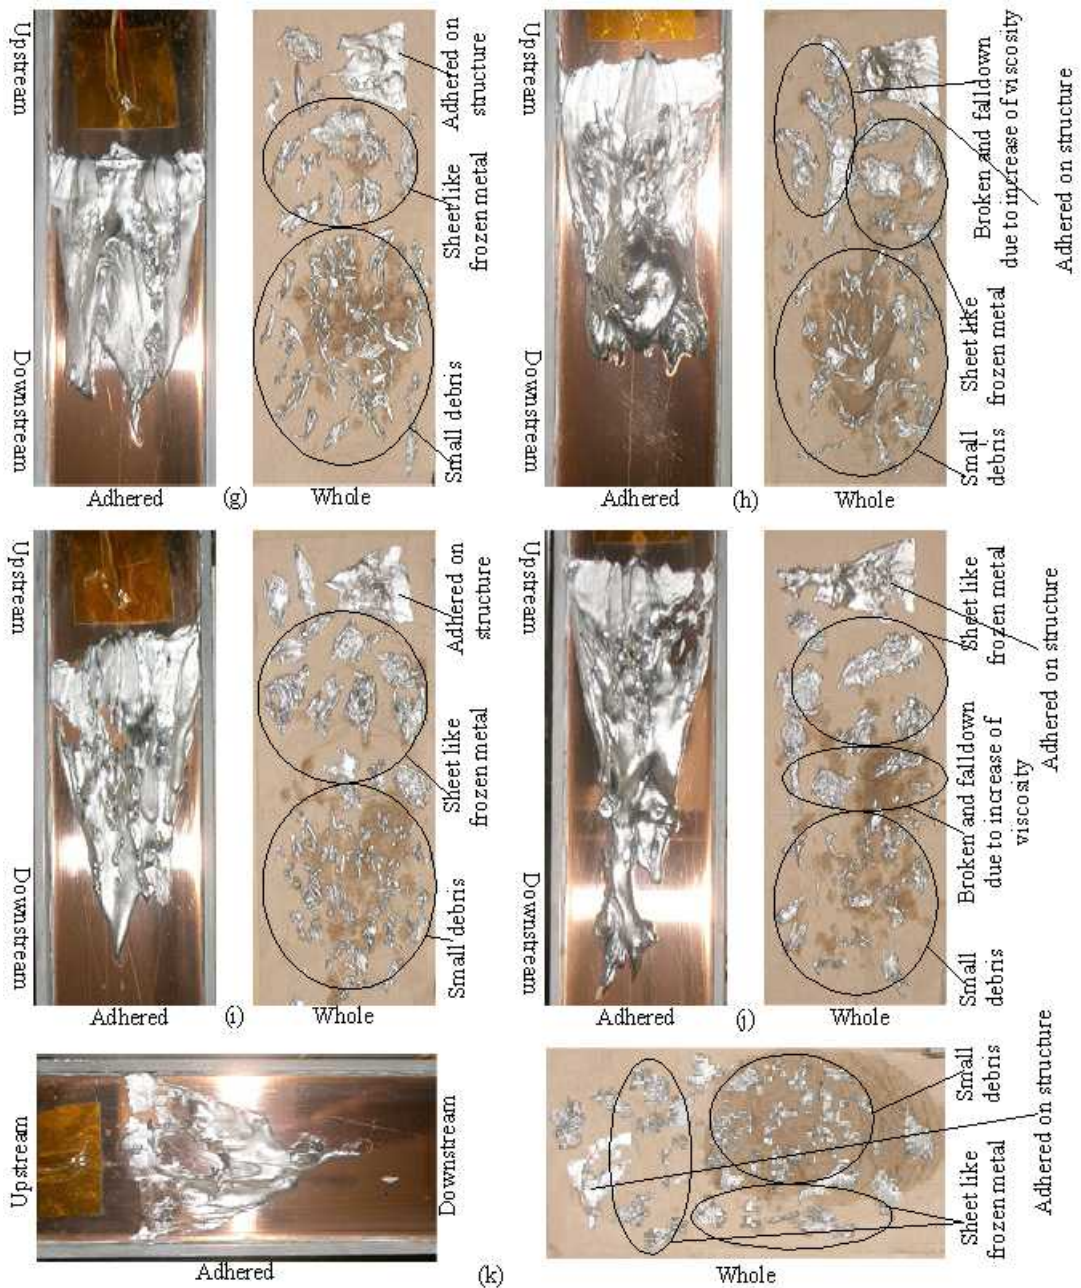 Upstream
Downstream
Adhered
(g)
Adhered on
structure
Sheet like
frozen metal
Small debris
Whole
Upstream
Downstream
Adhered
(h)
Broken and falldown
due to increase of viscosity
Adhered on structure
Sheet like
frozen metal
Small
debris
Whole
Upstream
Downstream
Adhered
(i)
Adhered on
structure
Sheet like
frozen metal
Small debris
Whole
Upstream
Downstream
Adhered
(j)
Sheet like
frozen metal
Adhered on structure
Broken and falldown
due to increase of
viscosity
Small
debris
Whole
Upstream
Downstream
Adhered
(k)
Small
debris
Adhered on structure
Sheet like
frozen metal
Whole